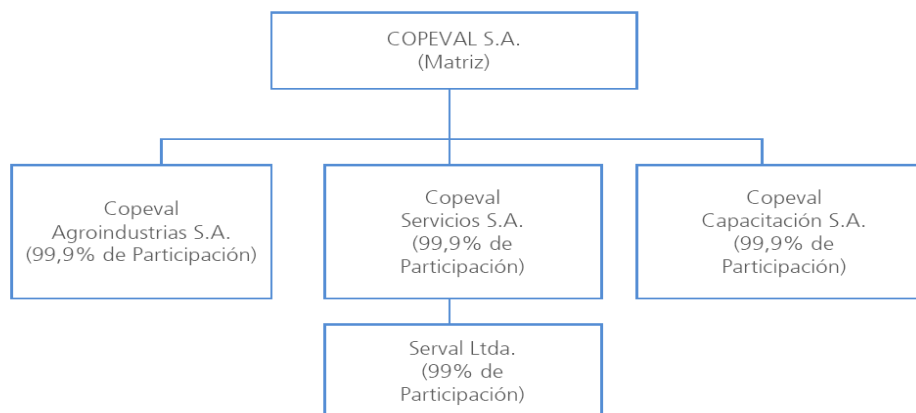 COPEVAL S.A.
(Matriz)
Copeval
Agroindustrias S.A.
(99,9% de Participación)
Copeval
Servicios S.A.
(99,9% de
Participación)
Copeval
Capacitación S.A.
(99,9% de
Participación)
Serval Ltda.
(99% de
Participación)